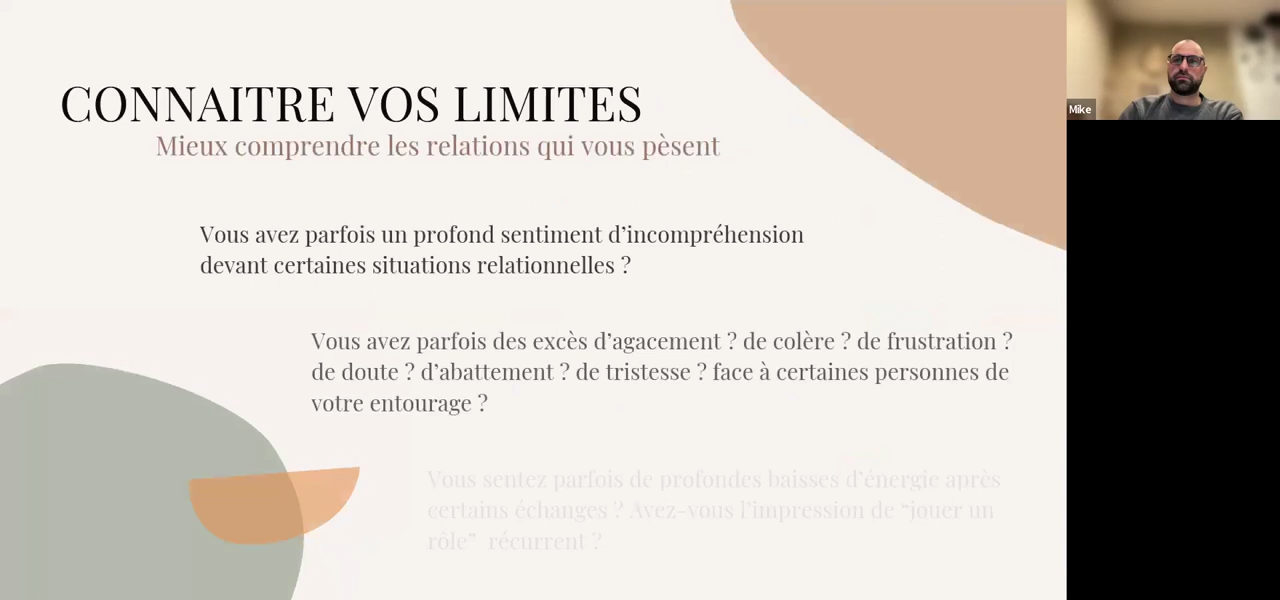 CONNAITRE VOS LIMITES
Mieux comprendre les relations qui vous pèsent
Vous avez parfois un profond sentiment d’incompréhension
devant certaines situations relationnelles ?
Vous avez parfois des excès d’agacement ? de colère ? de frustration ?
de doute ? d’abattement ? de tristesse ? face à certaines personnes de
votre entourage ?
Vous sentez parfois de profondes baisses d’énergie après
certains échanges ? Avez-vous l’impression de “jouer un
rôle” récurrent ?
Mike